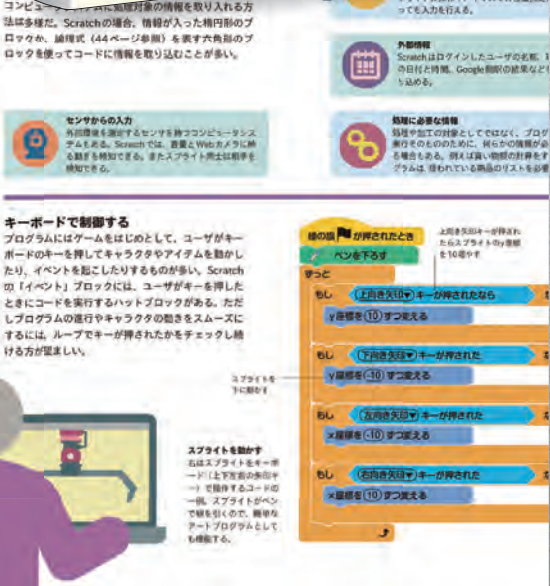 コンピュータプログラムに処理対象の情報を取り入れる方
法は多様だ。Scratchの場合、情報が入った楕円形のブ
ロックか、論理式（44ページ参照）を表す六角形のブ
ロックを使ってコードに情報を取り込むことが多い。
っても入力を行える。
外部情報
Scratchはログインしたユーザの名前、
の日付と時間、Google翻訳の結果など
り込める。
センサからの入力
外部環境を測定するセンサを持つコンピュータシス
テムもある。Scratchでは、音量とWebカメラに映
る動きを検知できる。またスプライト同士は相手を
検知できる。
処理に必要な情報
処理や加工の対象としてではなく、プログ
実行そのもののために、何らかの情報が必
る場合もある。例えば買い物額の計算をす
グラムは、扱われている商品のリストを必要
キーボードで制御する
プログラムにはゲームをはじめとして、ユーザがキー
ボードのキーを押してキャラクタやアイテムを動かし
たり、イベントを起こしたりするものが多い。Scratch
の「イベント」ブロックには、ユーザがキーを押した
ときにコードを実行するハットブロックがある。ただ
しプログラムの進行やキャラクタの動きをスムーズに
するには、ループでキーが押されたかをチェックし続
ける方が望ましい。
スプライトを
下に動かす
スプライトを動かす
右はスプライトをキーボ
ード（上下左右の矢印キ
ー）で操作するコードの
一例。スプライトがペン
で線を引くので、簡単な
アートプログラムとして
も機能する。
緑の旗 が押されたとき
ペンを下ろす
ずっと
もし 上向き矢印▼ キーが押されたなら
y座標を 10 ずつ変える
もし 下向き矢印▼ キーが押された
y座標を -10 ずつ変える
もし 左向き矢印▼ キーが押された
x座標を -10 ずつ変える
もし 右向き矢印▼ キーが押された
x座標を 10 ずつ変える
上向き矢印キーが押され
たらスプライトのy座標
を10増やす